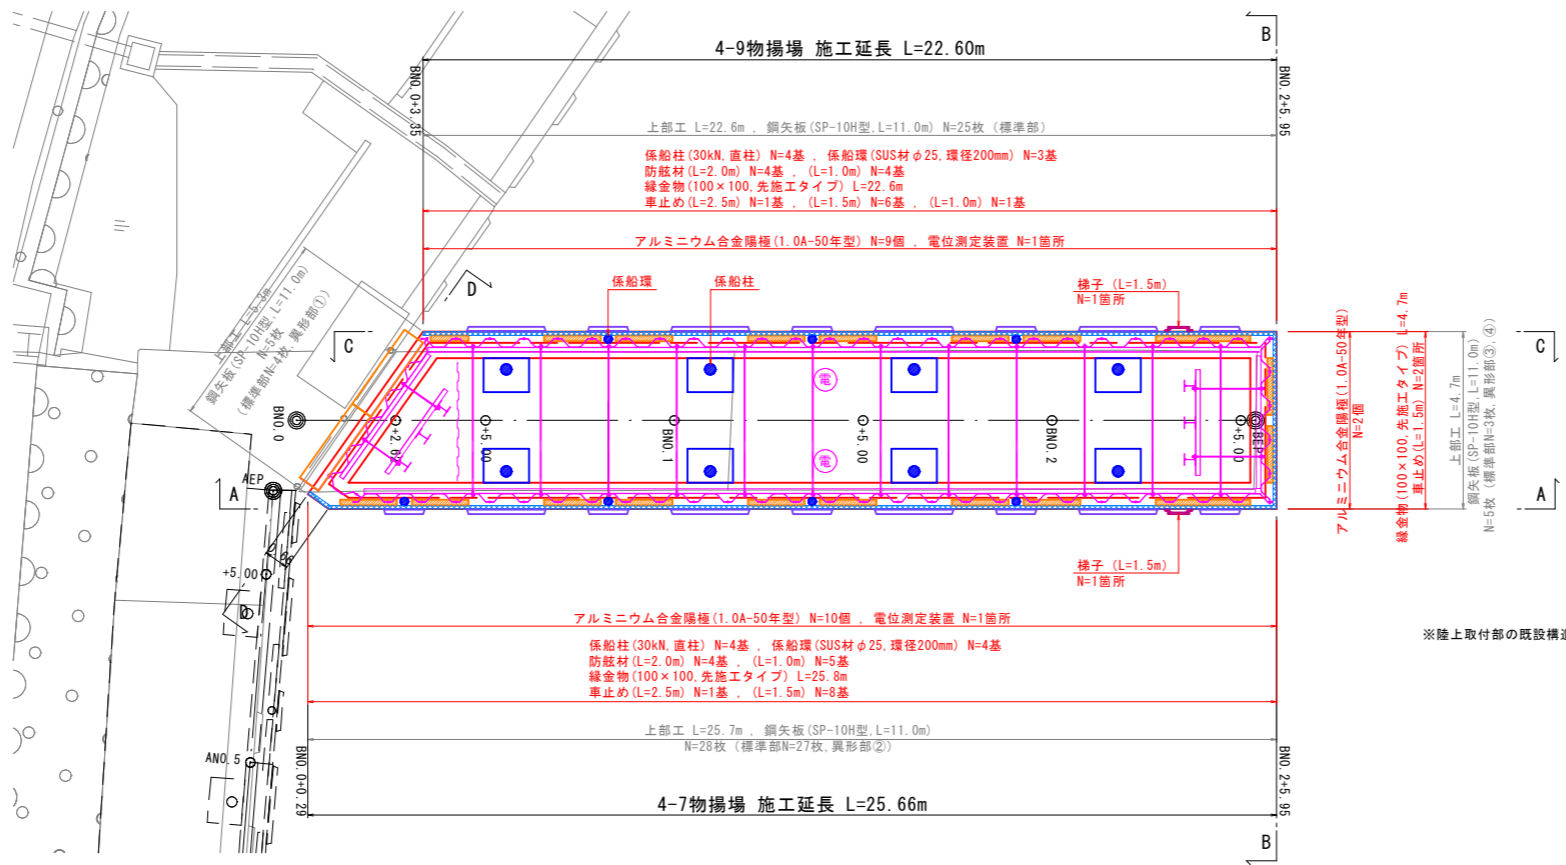 B
4-9物揚場 施工延長 L=22.60m
BNO.0+3.35
BNO.2+5.95
上部工 L=22.6m , 鋼矢板(SP-10H型,L=11.0m) N=25枚 (標準部)
係船柱(30kN,直柱) N=4基 , 係船環(SUS材φ25,環径200mm) N=3基
防舷材(L=2.0m) N=4基 , (L=1.0m) N=4基
縁金物(100×100,先施工タイプ) L=22.6m
車止め(L=2.5m) N=1基 , (L=1.5m) N=6基 , (L=1.0m) N=1基
アルミニウム合金陽極(1.0A-50年型) N=9個 , 電位測定装置 N=1箇所
係船環
係船柱
梯子 (L=1.5m)
N=1箇所
D
C
C
上部工 L=5.3m
鋼矢板(SP-10H型,L=11.0m)
N=5枚
(標準部N=4枚,異形部①)
アルミニウム合金陽極(1.0A-50年型)
N=2個
縁金物(100×100,先施工タイプ) L=4.7m
車止め(L=1.5m) N=2箇所
上部工 L=4.7m
鋼矢板(SP-10H型,L=11.0m)
N=5枚 (標準部N=3枚,異形部③,④)
電
BNO.0
+5.00
BNO.1
+5.00
BNO.2
+5.00
BEP
電
AEP
A
A
+5.00
D
梯子 (L=1.5m)
N=1箇所
アルミニウム合金陽極(1.0A-50年型) N=10個 , 電位測定装置 N=1箇所
係船柱(30kN,直柱) N=4基 , 係船環(SUS材φ25,環径200mm) N=4基
防舷材(L=2.0m) N=4基 , (L=1.0m) N=5基
縁金物(100×100,先施工タイプ) L=25.8m
車止め(L=2.5m) N=1基 , (L=1.5m) N=8基
※陸上取付部の既設構造
上部工 L=25.7m , 鋼矢板(SP-10H型,L=11.0m)
N=28枚 (標準部N=27枚,異形部②)
ANO.5
BNO.0+0.29
BNO.2+5.95
4-7物揚場 施工延長 L=25.66m
B